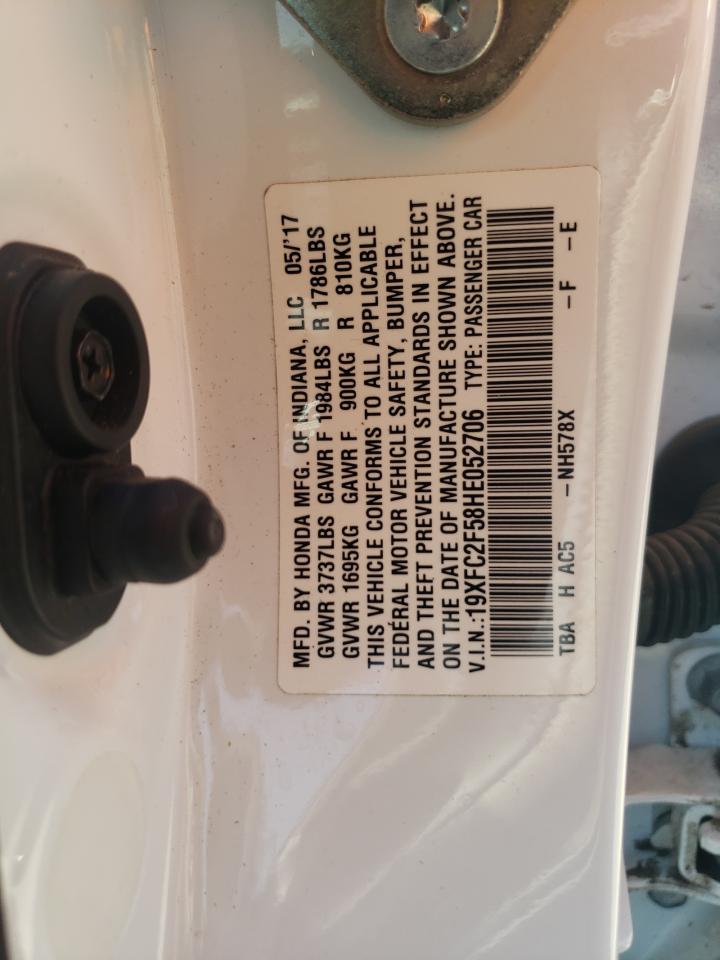 MFD. BY HONDA MFG. OF INDIANA, LLC 05/'17
GVWR 3737LBS GAWR F 1984LBS R 1786LBS
GVWR 1695KG GAWR F 900KG R 810KG
THIS VEHICLE CONFORMS TO ALL APPLICABLE
FEDERAL MOTOR VEHICLE SAFETY, BUMPER,
AND THEFT PREVENTION STANDARDS IN EFFECT
ON THE DATE OF MANUFACTURE SHOWN ABOVE.
V.I.N.:19XFC2F58HE052706 TYPE: PASSENGER CAR
TBA H AC5 –NH578X –F –E